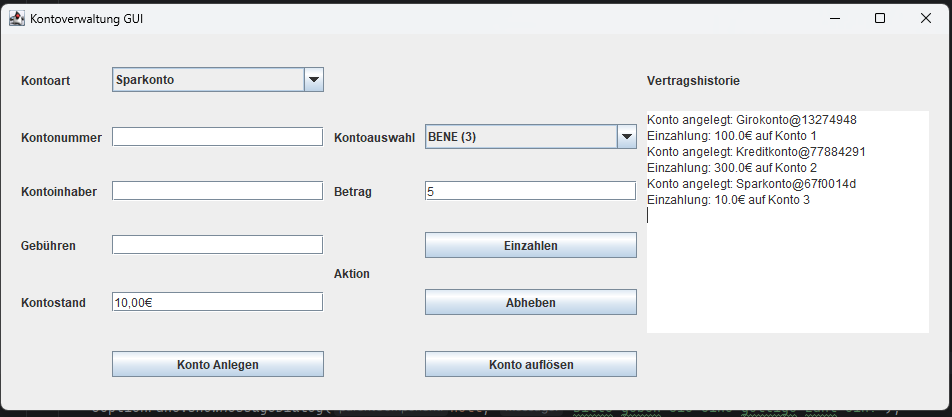 Kontoverwaltung GUI
Kontoart
Sparkonto
Vertragshistorie
Kontonummer
Kontoauswahl
BENE (3)
Konto angelegt: Girokonto@13274948
Einzahlung: 100.0€ auf Konto 1
Konto angelegt: Kreditkonto@77884291
Einzahlung: 300.0€ auf Konto 2
Konto angelegt: Sparkonto@67f0014d
Einzahlung: 10.0€ auf Konto 3
Kontoinhaber
Betrag
5
Gebühren
Einzahlen
Aktion
Kontostand
10,00€
Abheben
Konto Anlegen
Konto auflösen